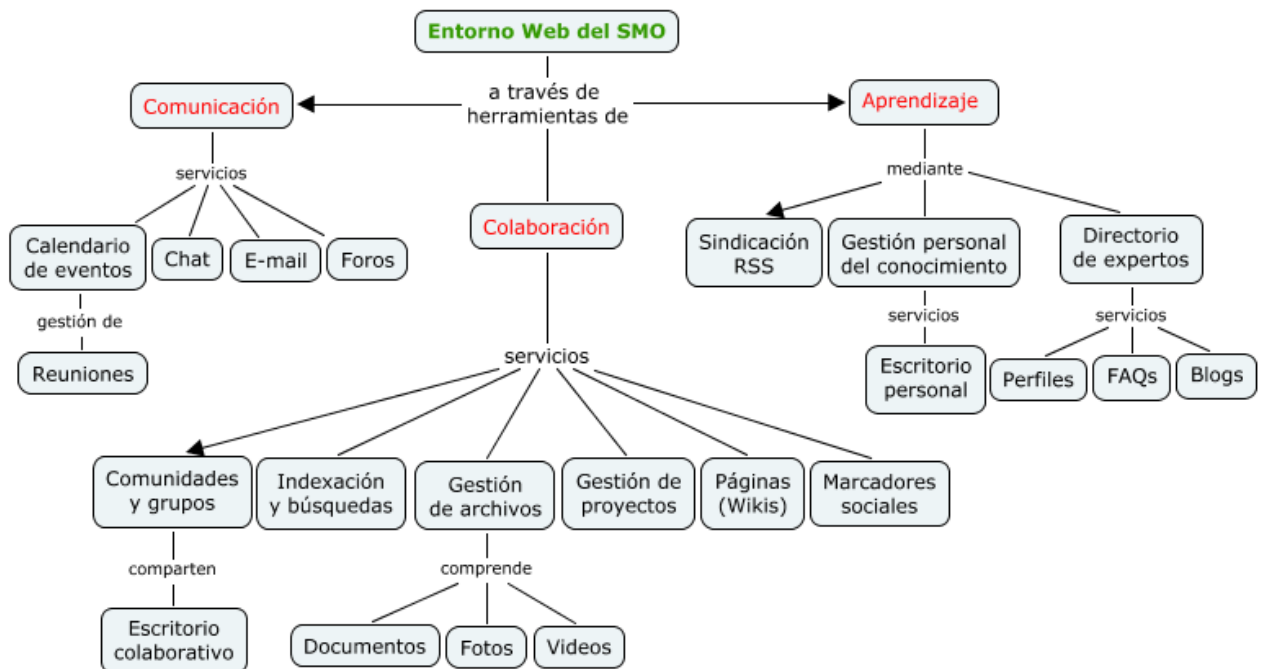 Entorno Web del SMO
a través de
herramientas de
Comunicación
Aprendizaje
servicios
mediante
Colaboración
Calendario
de eventos
Chat
E-mail
Foros
Sindicación
RSS
Gestión personal
del conocimiento
Directorio
de expertos
gestión de
servicios
servicios
Reuniones
servicios
Escritorio
personal
Perfiles
FAQs
Blogs
Comunidades
y grupos
Indexación
y búsquedas
Gestión
de archivos
Gestión de
proyectos
Páginas
(Wikis)
Marcadores
sociales
comparten
comprende
Escritorio
colaborativo
Documentos
Fotos
Videos